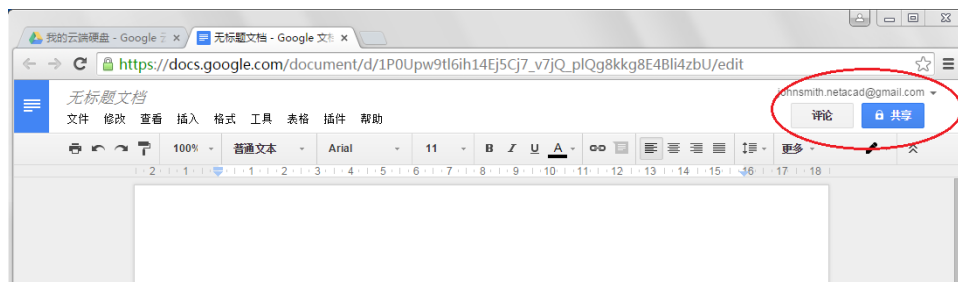 我的云端硬盘 - Google 云 × 无标题文档 - Google 文档 ×
https://docs.google.com/document/d/1P0Upw9tl6ih14Ej5Cj7_v7jQ_plQg8kkg8E4Bli4zbU/edit
无标题文档
johnsmith.netacad@gmail.com
文件 修改 查看 插入 格式 工具 表格 插件 帮助
评论 共享
100% 普通文本 Arial 11 B I U A 更多
2 1 1 2 3 4 5 6 7 8 9 10 11 12 13 14 15 16 17 18